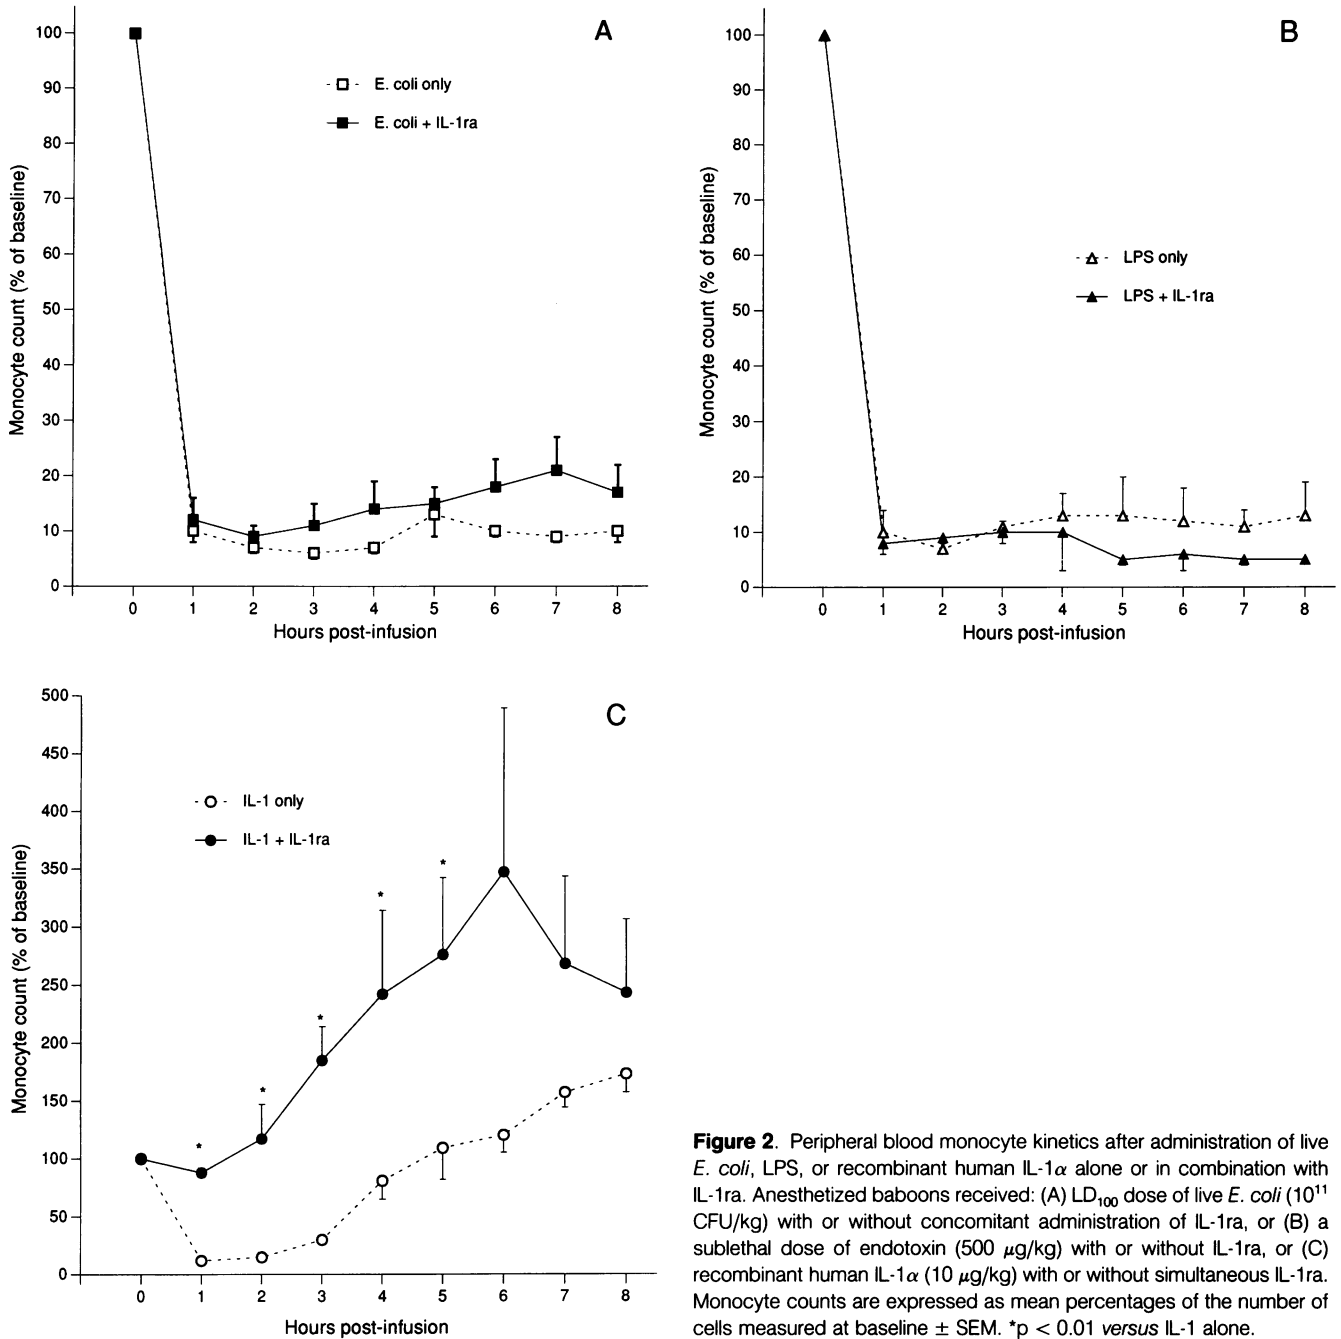 A
E. coli only
E. coli + IL-1ra
Monocyte count (% of baseline)
100
90
80
70
60
50
40
30
20
10
0
0 1 2 3 4 5 6 7 8
Hours post-infusion
B
LPS only
LPS + IL-1ra
Monocyte count (% of baseline)
100
90
80
70
60
50
40
30
20
10
0
0 1 2 3 4 5 6 7 8
Hours post-infusion
C
IL-1 only
IL-1 + IL-1ra
Monocyte count (% of baseline)
500
450
400
350
300
250
200
150
100
50
0
* * * * *
0 1 2 3 4 5 6 7 8
Hours post-infusion
Figure 2. Peripheral blood monocyte kinetics after administration of live
E. coli, LPS, or recombinant human IL-1α alone or in combination with
IL-1ra. Anesthetized baboons received: (A) LD₁₀₀ dose of live E. coli (10¹¹
CFU/kg) with or without concomitant administration of IL-1ra, or (B) a
sublethal dose of endotoxin (500 μg/kg) with or without IL-1ra, or (C)
recombinant human IL-1α (10 μg/kg) with or without simultaneous IL-1ra.
Monocyte counts are expressed as mean percentages of the number of
cells measured at baseline ± SEM. *p < 0.01 versus IL-1 alone.